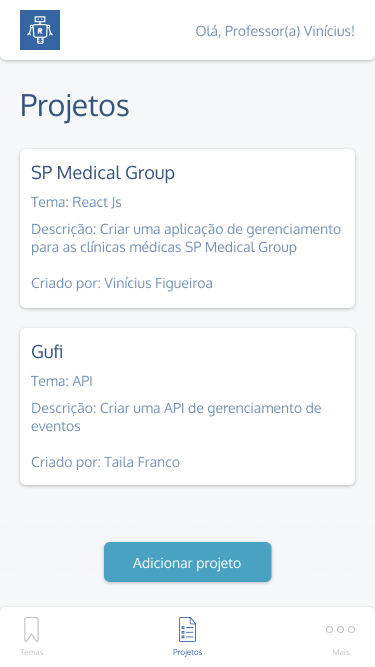 Olá, Professor(a) Vinícius!
Projetos
SP Medical Group
Tema: React Js
Descrição: Criar uma aplicação de gerenciamento
para as clínicas médicas SP Medical Group
Criado por: Vinícius Figueiroa
Gufi
Tema: API
Descrição: Criar uma API de gerenciamento de
eventos
Criado por: Taila Franco
Adicionar projeto
Temas
Projetos
Mais